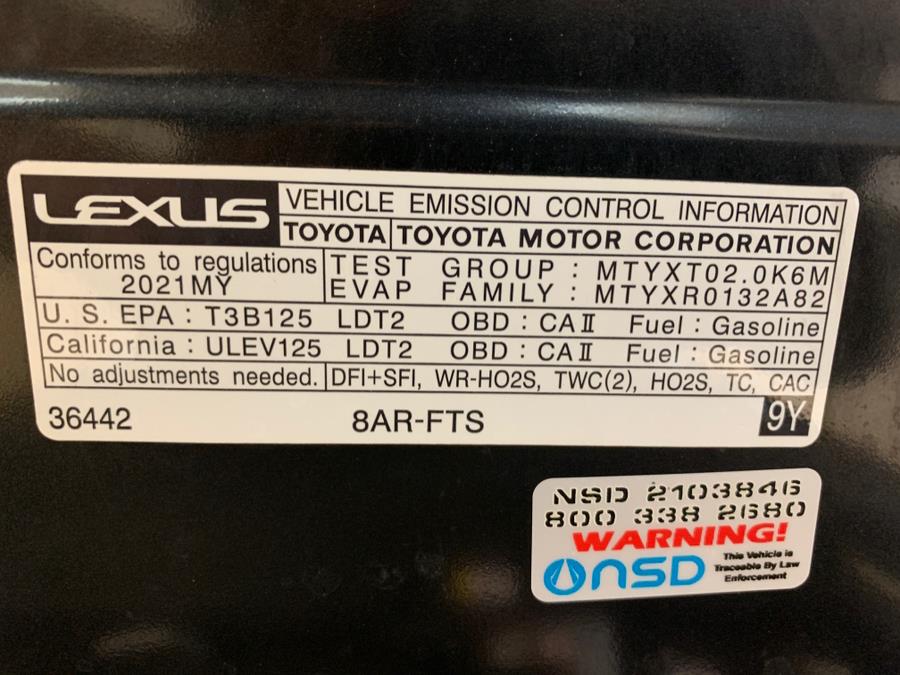 LEXUS VEHICLE EMISSION CONTROL INFORMATION
TOYOTA TOYOTA MOTOR CORPORATION
Conforms to regulations TEST GROUP : MTYXT02.0K6M
2021MY EVAP FAMILY : MTYXR0132A82
U. S. EPA : T3B125 LDT2 OBD : CAII Fuel : Gasoline
California : ULEV125 LDT2 OBD : CAII Fuel : Gasoline
No adjustments needed. DFI+SFI, WR-HO2S, TWC(2), HO2S, TC, CAC
36442 8AR-FTS 9Y
NSD 2103846
800 338 2680
WARNING!
nsd This Vehicle is
Traceable By Law
Enforcement